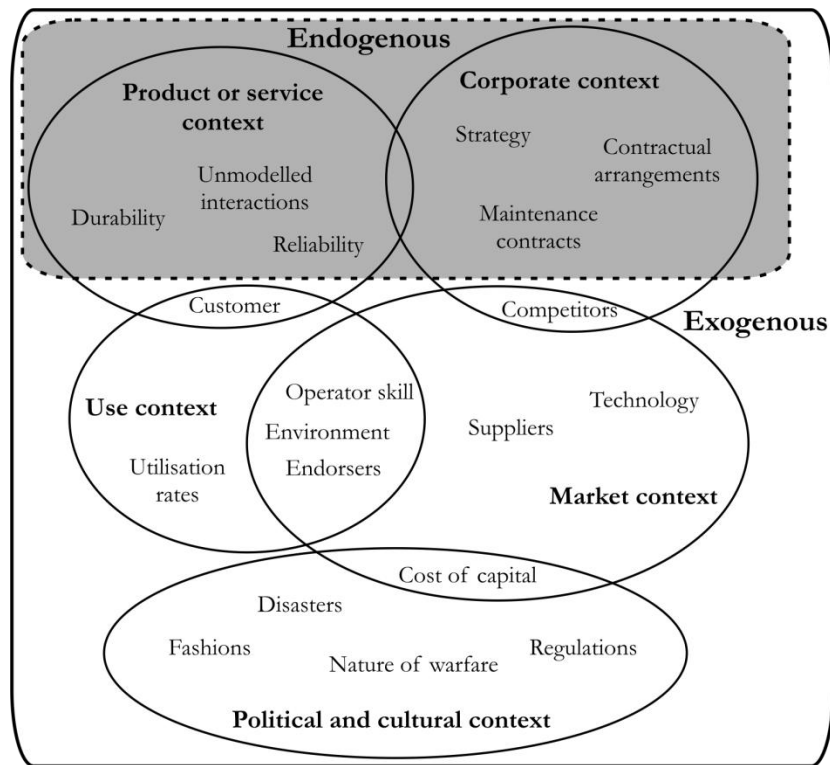 Endogenous
Product or service
context
Corporate context
Strategy
Contractual
arrangements
Unmodelled
interactions
Durability
Maintenance
contracts
Reliability
Customer
Competitors
Exogenous
Operator skill
Technology
Use context
Environment
Suppliers
Endorsers
Utilisation
rates
Market context
Cost of capital
Disasters
Fashions
Regulations
Nature of warfare
Political and cultural context